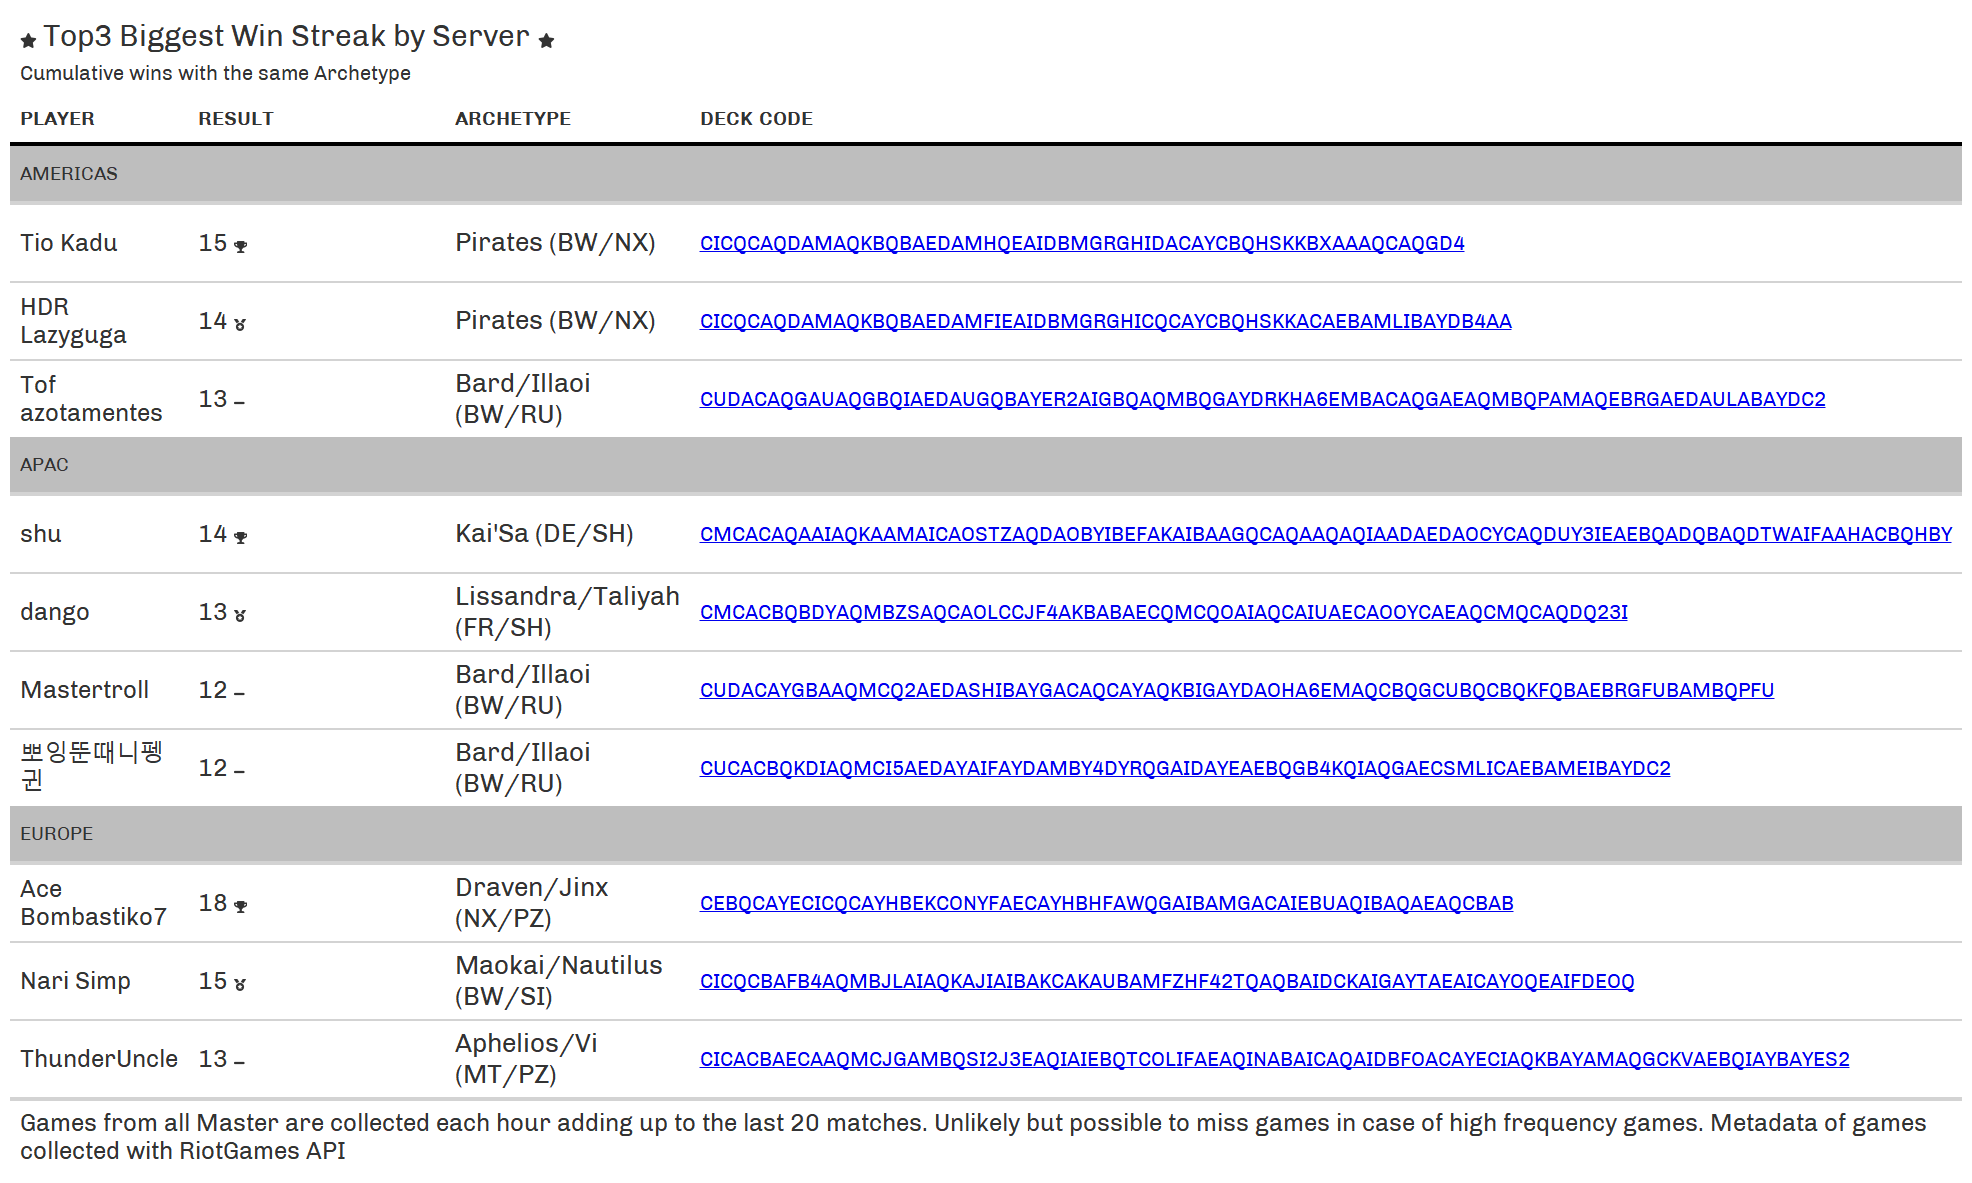 ★ Top3 Biggest Win Streak by Server ★
Cumulative wins with the same Archetype
PLAYER RESULT ARCHETYPE DECK CODE
AMERICAS
Tio Kadu 15 Pirates (BW/NX) CICQCAQDAMAQKBQBAEDAMHQEAIDBMGRGHIDACAYCBQHSKKBXAAAQCAQGD4
HDR
Lazyguga 14 Pirates (BW/NX) CICQCAQDAMAQKBQBAEDAMFIEAIDBMGRGHICQCAYCBQHSKKACAEBAMLIBAYDB4AA
Tof
azotamentes 13 – Bard/Illaoi
(BW/RU) CUDACAQGAUAQGBQIAEDAUGQBAYER2AIGBQAQMBQGAYDRKHA6EMBACAQGAEAQMBQPAMAQEBRGAEDAULABAYDC2
APAC
shu 14 Kai'Sa (DE/SH) CMCACAQAAIAQKAAMAICAOSTZAQDAOBYIBEFAKAIBAAGQCAQAAQAQIAADAEDAOCYCAQDUY3IEAEBQADQBAQDTWAIFAAHACBQHBY
dango 13 Lissandra/Taliyah
(FR/SH) CMCACBQBDYAQMBZSAQCAOLCCJF4AKBABAECQMCQOAIAQCAIUAECAOOYCAEAQCMQCAQDQ23I
Mastertroll 12 – Bard/Illaoi
(BW/RU) CUDACAYGBAAQMCQ2AEDASHIBAYGACAQCAYAQKBIGAYDAOHA6EMAQCBQGCUBQCBQKFQBAEBRGFUBAMBQPFU
뽀잉뚠때니펭
귄 12 – Bard/Illaoi
(BW/RU) CUCACBQKDIAQMCI5AEDAYAIFAYDAMBY4DYRQGAIDAYEAEBQGB4KQIAQGAECSMLICAEBAMEIBAYDC2
EUROPE
Ace
Bombastiko7 18 Draven/Jinx
(NX/PZ) CEBQCAYECICQCAYHBEKCONYFAECAYHBHFAWQGAIBAMGACAIEBUAQIBAQAEAQCBAB
Nari Simp 15 Maokai/Nautilus
(BW/SI) CICQCBAFB4AQMBJLAIAQKAJIAIBAKCAKAUBAMFZHF42TQAQBAIDCKAIGAYTAEAICAYOQEAIFDEOQ
ThunderUncle 13 – Aphelios/Vi
(MT/PZ) CICACBAECAAQMCJGAMBQSI2J3EAQIAIEBQTCOLIFAEAQINABAICAQAIDBFOACAYECIAQKBAYAMAQGCKVAEBQIAYBAYES2
Games from all Master are collected each hour adding up to the last 20 matches. Unlikely but possible to miss games in case of high frequency games. Metadata of games
collected with RiotGames API